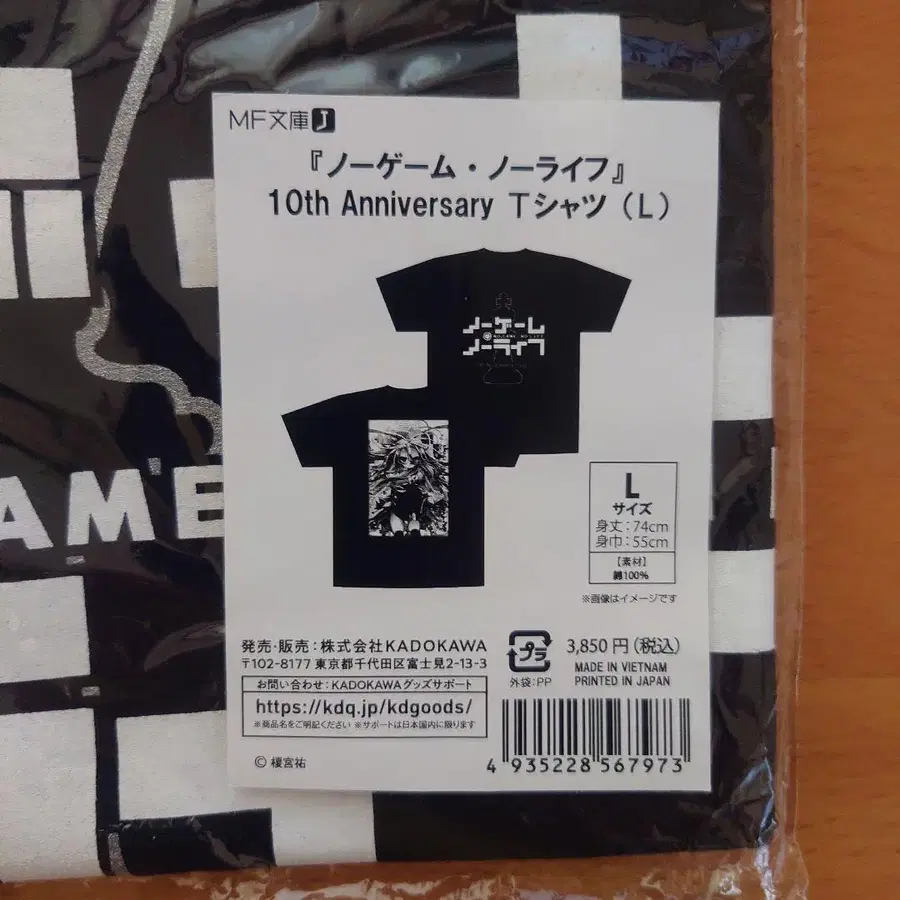 MF文庫J
『ノーゲーム・ノーライフ』
10th Anniversary Tシャツ（L）
ノーゲーム
NO GAME NO LIFE
ノーライフ
L
サイズ
身丈：74cm
身巾：55cm
【素材】
綿100%
※画像はイメージです
AME
発売・販売：株式会社KADOKAWA
〒102-8177 東京都千代田区富士見2-13-3
お問い合わせ：KADOKAWAグッズサポート
https://kdq.jp/kdgoods/
※商品名をご明記ください ※サポートは日本国内に限ります
© 榎宮祐
プラ
外袋：PP
3,850円（税込）
MADE IN VIETNAM
PRINTED IN JAPAN
4 935228 567973